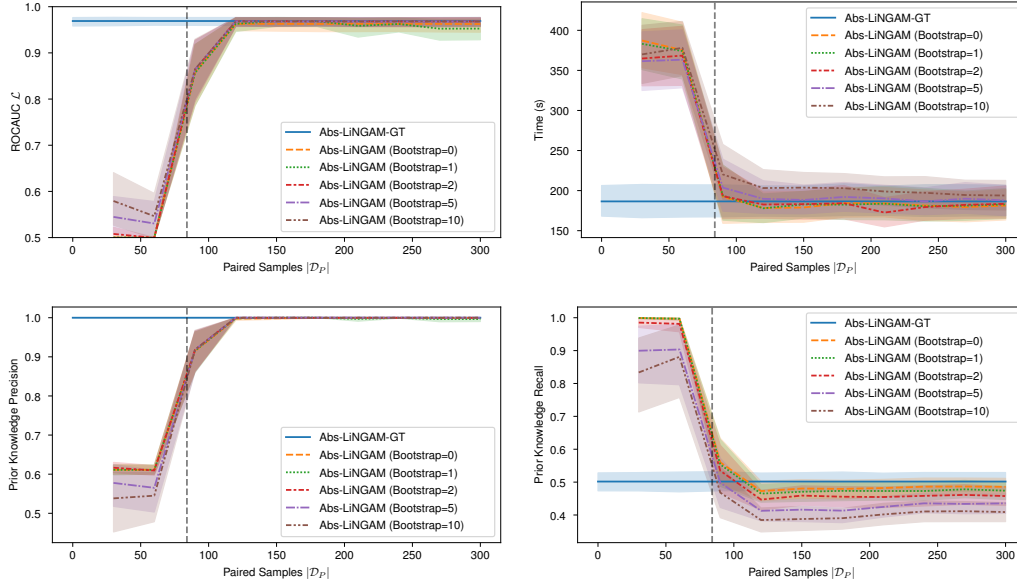 ROCAUC ℒ
1.0
0.9
0.8
0.7
0.6
0.5
0
50
100
150
200
250
300
Paired Samples |𝒟_P|
Abs-LiNGAM-GT
Abs-LiNGAM (Bootstrap=0)
Abs-LiNGAM (Bootstrap=1)
Abs-LiNGAM (Bootstrap=2)
Abs-LiNGAM (Bootstrap=5)
Abs-LiNGAM (Bootstrap=10)
Time (s)
400
350
300
250
200
150
0
50
100
150
200
250
300
Paired Samples |𝒟_P|
Abs-LiNGAM-GT
Abs-LiNGAM (Bootstrap=0)
Abs-LiNGAM (Bootstrap=1)
Abs-LiNGAM (Bootstrap=2)
Abs-LiNGAM (Bootstrap=5)
Abs-LiNGAM (Bootstrap=10)
Prior Knowledge Precision
1.0
0.9
0.8
0.7
0.6
0.5
0
50
100
150
200
250
300
Paired Samples |𝒟_P|
Abs-LiNGAM-GT
Abs-LiNGAM (Bootstrap=0)
Abs-LiNGAM (Bootstrap=1)
Abs-LiNGAM (Bootstrap=2)
Abs-LiNGAM (Bootstrap=5)
Abs-LiNGAM (Bootstrap=10)
Prior Knowledge Recall
1.0
0.9
0.8
0.7
0.6
0.5
0.4
0
50
100
150
200
250
300
Paired Samples |𝒟_P|
Abs-LiNGAM-GT
Abs-LiNGAM (Bootstrap=0)
Abs-LiNGAM (Bootstrap=1)
Abs-LiNGAM (Bootstrap=2)
Abs-LiNGAM (Bootstrap=5)
Abs-LiNGAM (Bootstrap=10)